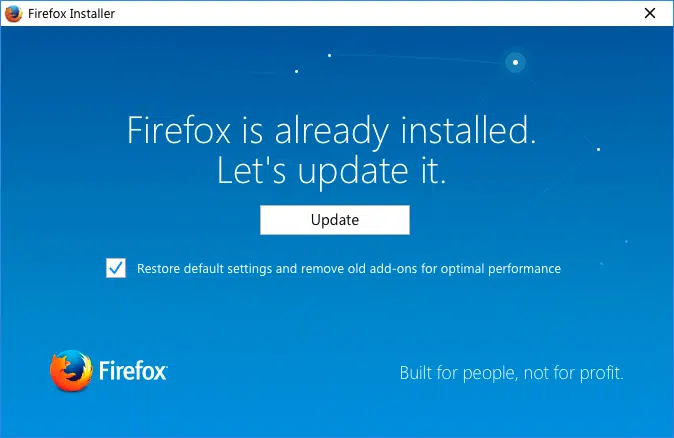 Firefox Installer
Firefox is already installed.
Let's update it.
Update
Restore default settings and remove old add-ons for optimal performance
Firefox
Built for people, not for profit.